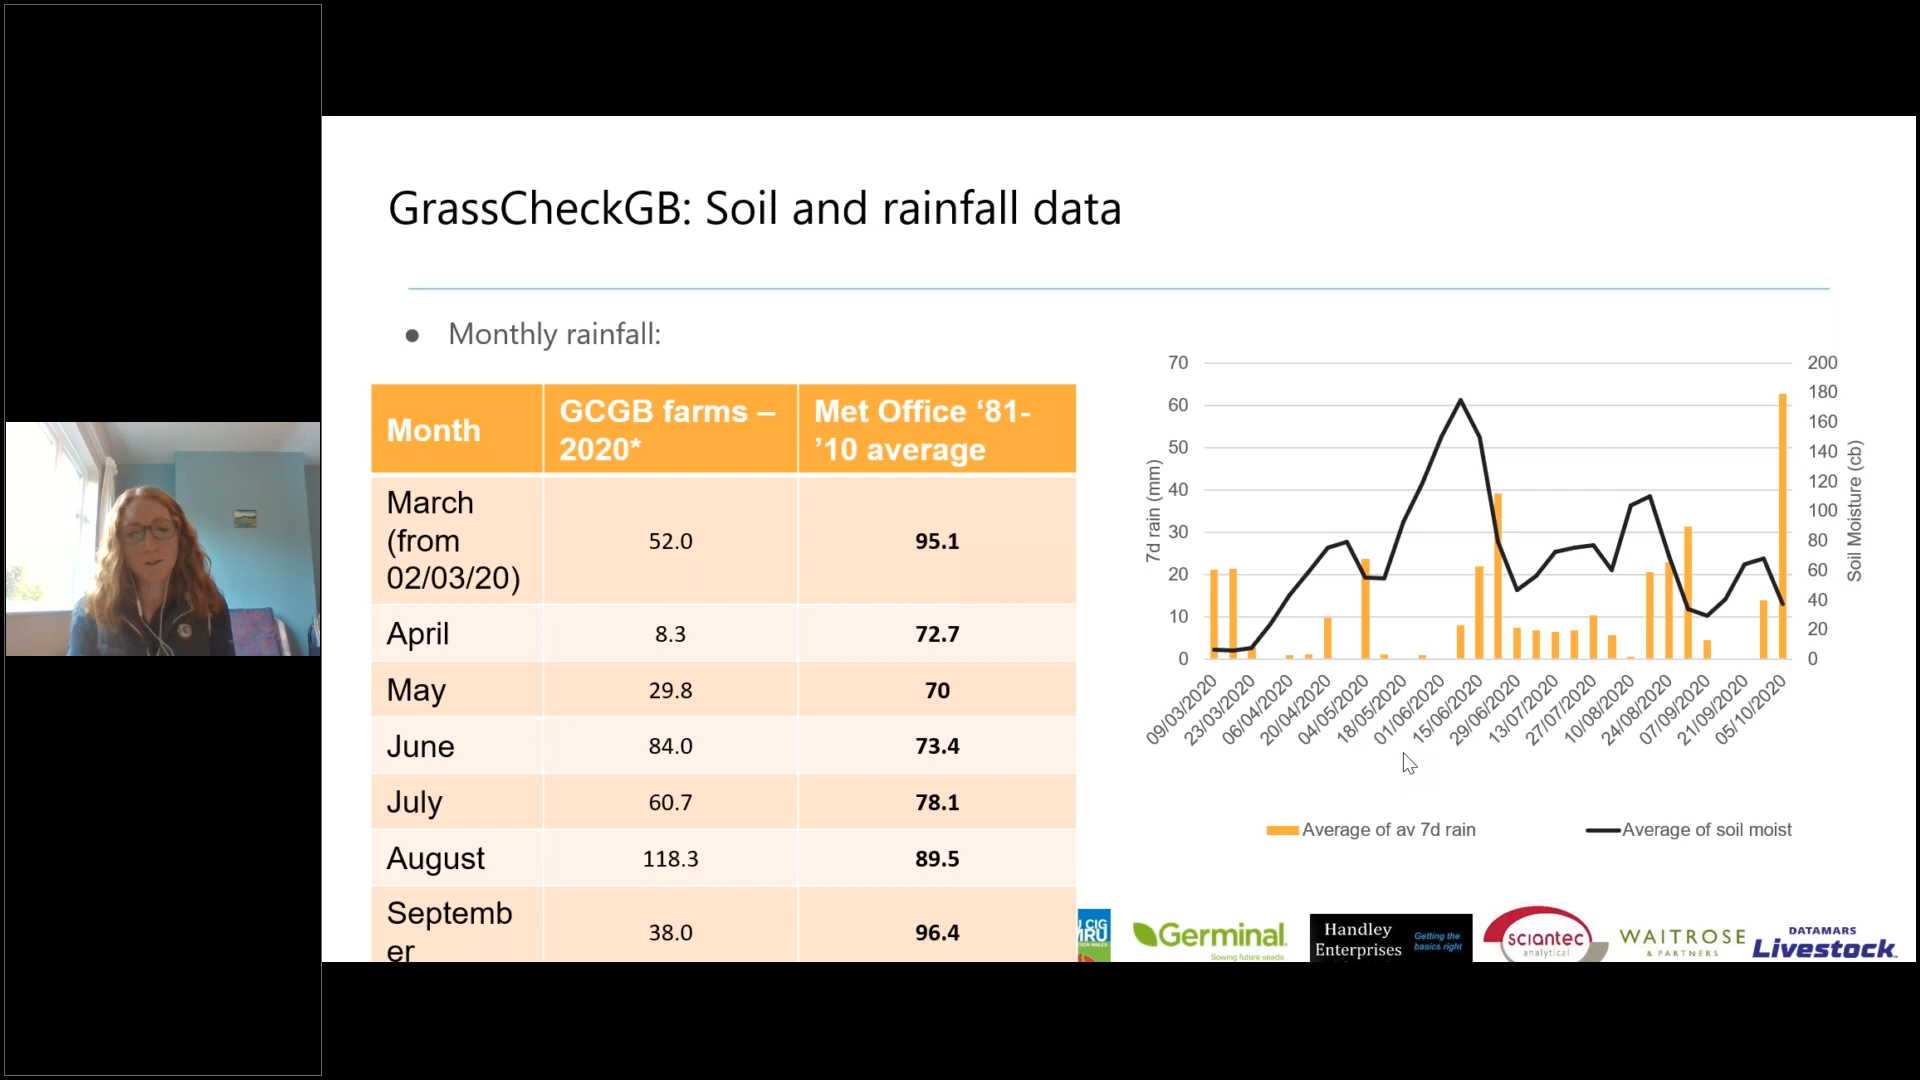 GrassCheckGB: Soil and rainfall data
● Monthly rainfall:
Month
GCGB farms –
2020*
Met Office ‘81-
’10 average
March
(from
02/03/20)
52.0
95.1
April
8.3
72.7
May
29.8
70
June
84.0
73.4
July
60.7
78.1
August
118.3
89.5
Septemb
er
38.0
96.4
70
60
50
40
30
20
10
0
7d rain (mm)
200
180
160
140
120
100
80
60
40
20
0
Soil Moisture (cb)
09/03/2020
23/03/2020
06/04/2020
20/04/2020
04/05/2020
18/05/2020
01/06/2020
15/06/2020
29/06/2020
13/07/2020
27/07/2020
10/08/2020
24/08/2020
07/09/2020
21/09/2020
05/10/2020
Average of av 7d rain
Average of soil moist
CIG
MRU
Germinal.
Sowing future seeds
Handley
Enterprises
Getting the
basics right
sciantec
analytical
WAITROSE
& PARTNERS
DATAMARS
Livestock